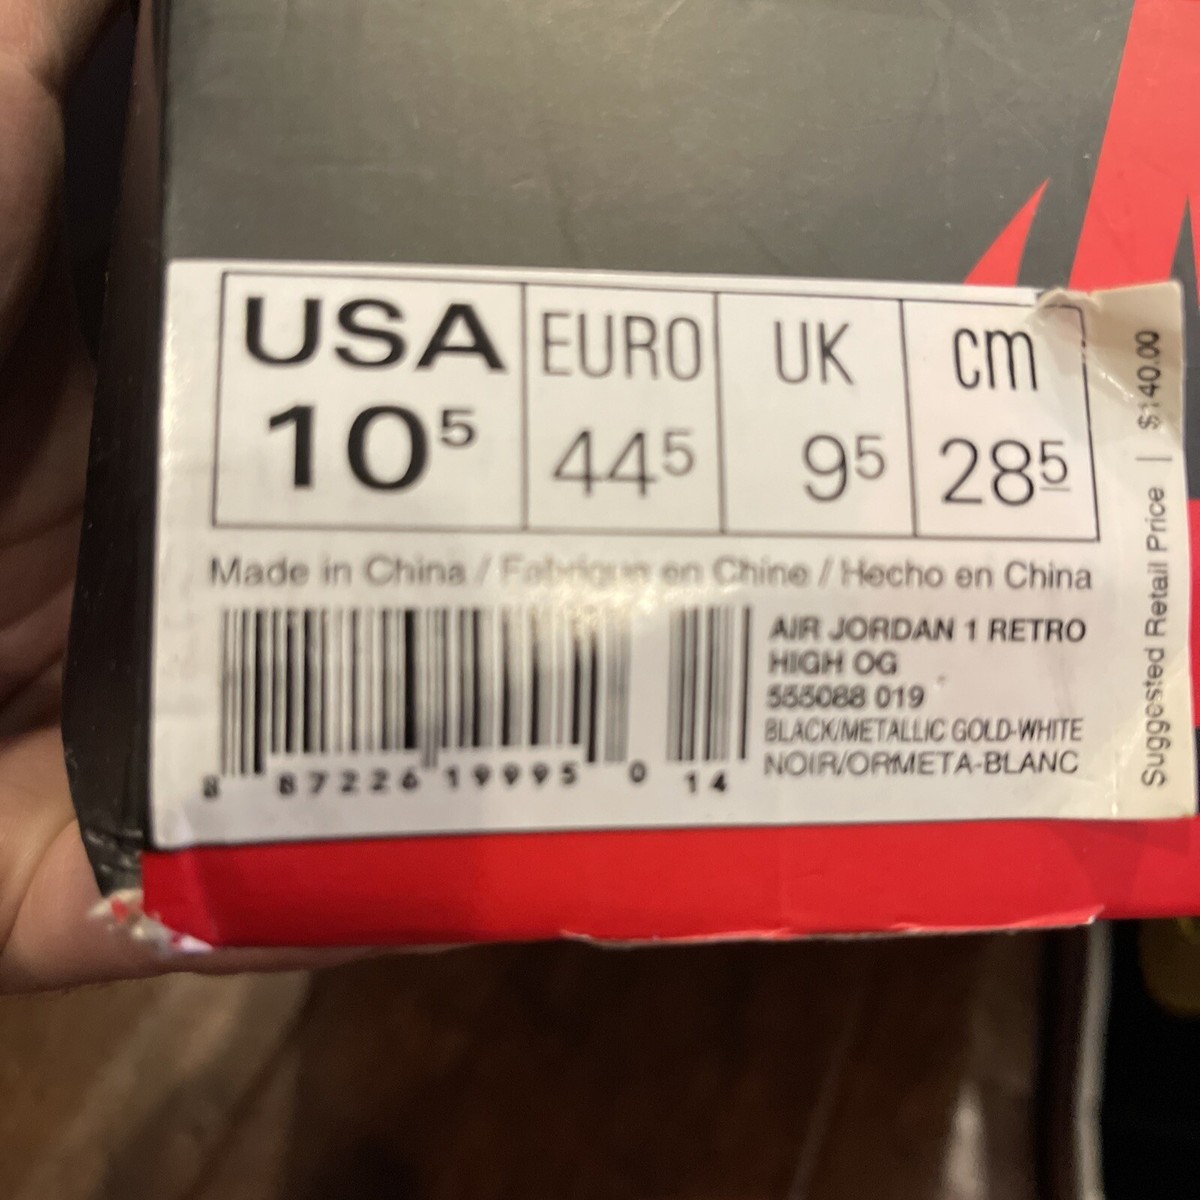 USA EURO UK cm
10⁵ 44⁵ 9⁵ 28⁵
Made in China / Fabrique en Chine / Hecho en China
AIR JORDAN 1 RETRO
HIGH OG
555088 019
BLACK/METALLIC GOLD-WHITE
NOIR/ORMETA-BLANC
8 87226 19995 0 14
Suggested Retail Price | $140.00